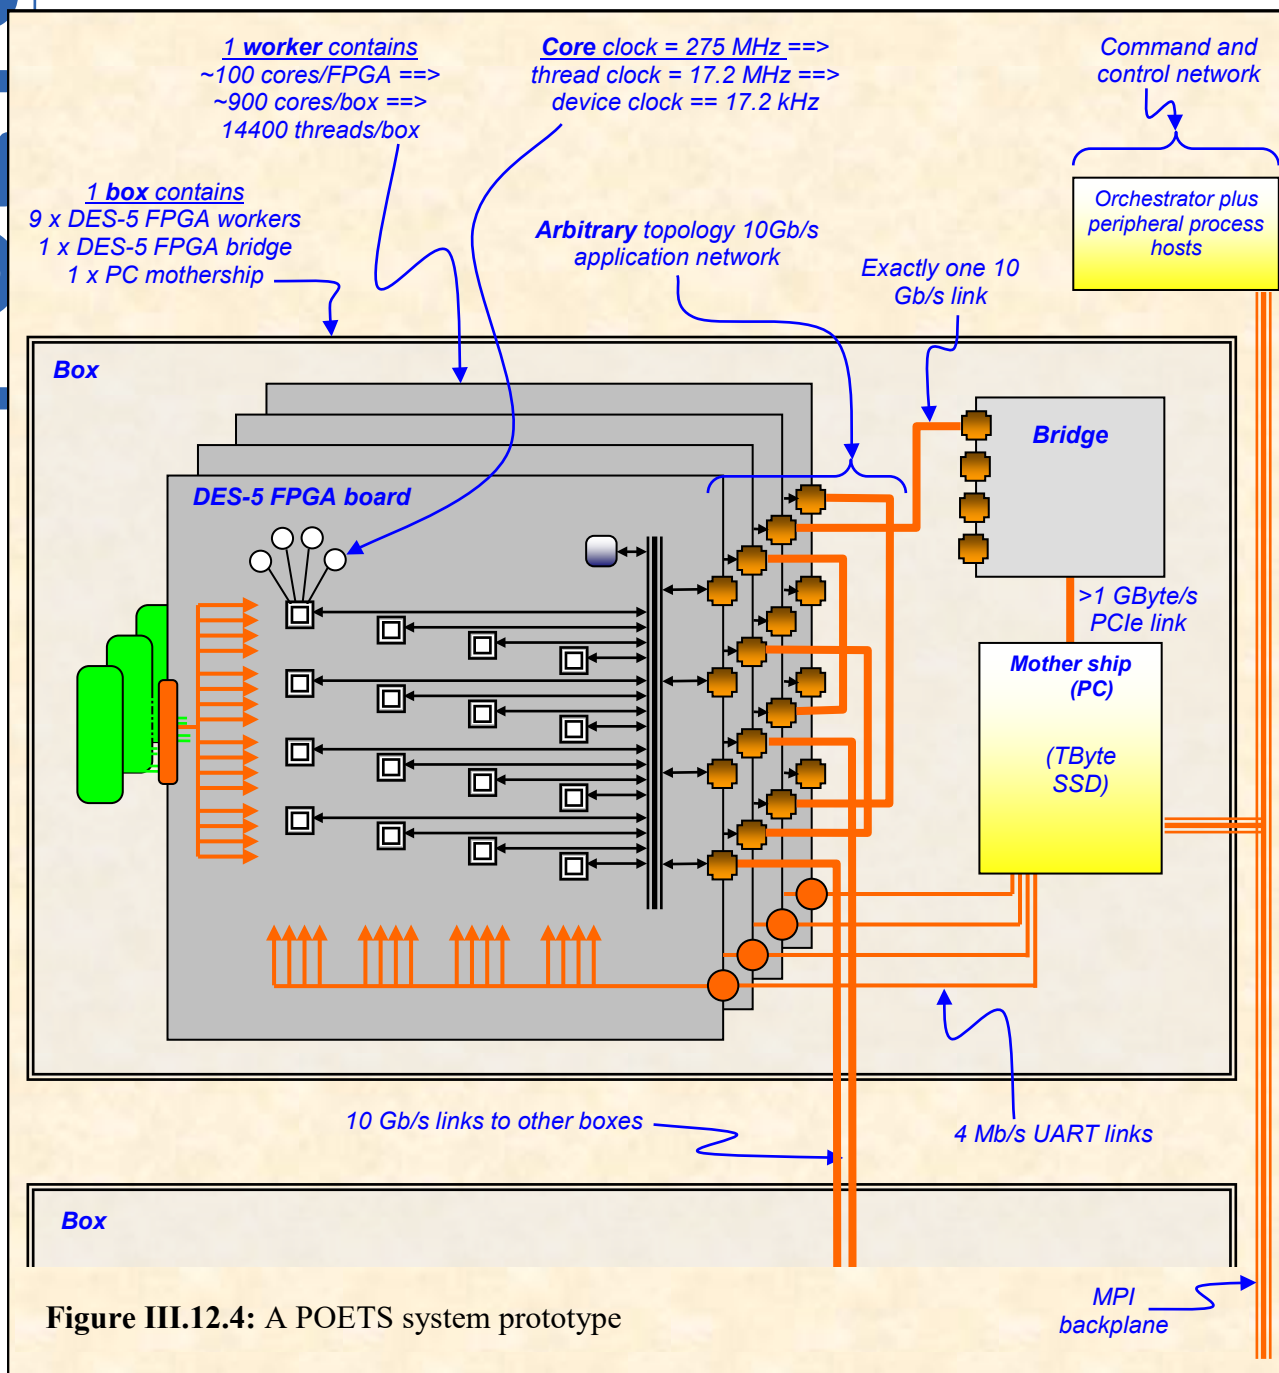 1 worker contains
~100 cores/FPGA ==>
~900 cores/box ==>
14400 threads/box
Core clock = 275 MHz ==>
thread clock = 17.2 MHz ==>
device clock == 17.2 kHz
Command and
control network
1 box contains
9 x DES-5 FPGA workers
1 x DES-5 FPGA bridge
1 x PC mothership
Arbitrary topology 10Gb/s
application network
Exactly one 10
Gb/s link
Orchestrator plus
peripheral process
hosts
Box
Bridge
DES-5 FPGA board
>1 GByte/s
PCIe link
Mother ship
(PC)
(TByte
SSD)
10 Gb/s links to other boxes
4 Mb/s UART links
Box
MPI
backplane
Figure III.12.4: A POETS system prototype